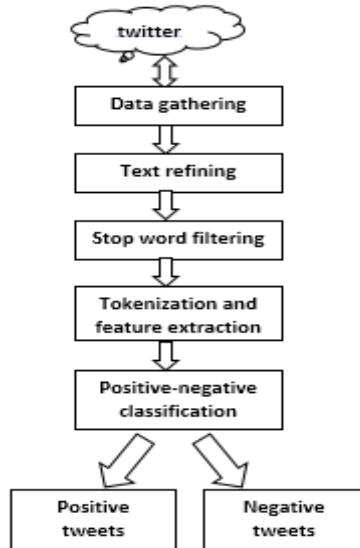 twitter
Data gathering
Text refining
Stop word filtering
Tokenization and
feature extraction
Positive-negative
classification
Positive
tweets
Negative
tweets